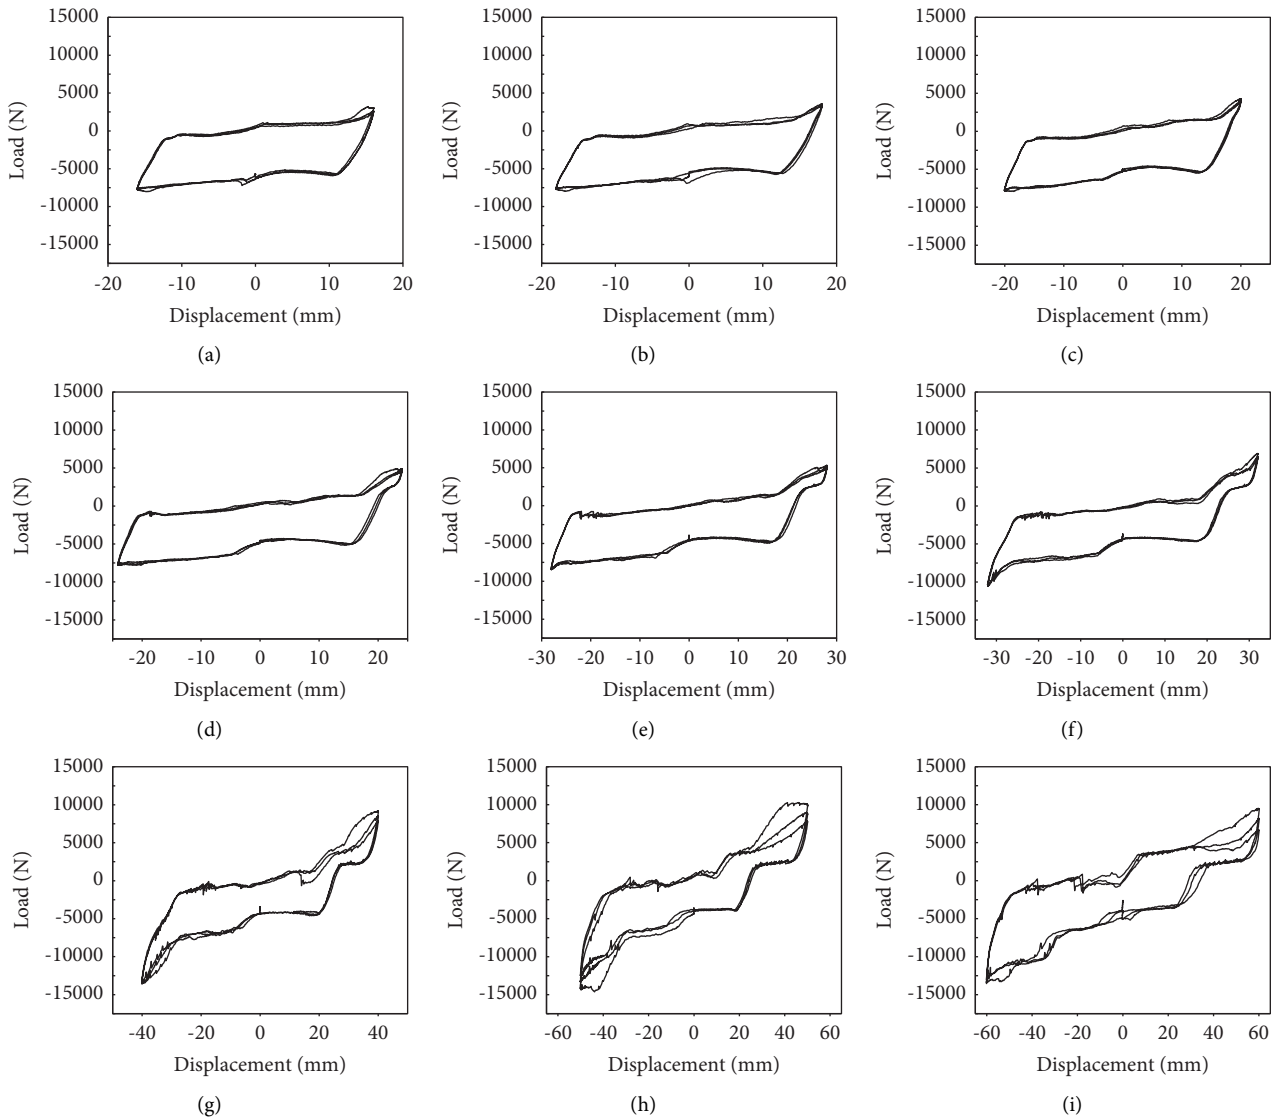 15000 15000 15000
10000 10000 10000
5000 5000 5000
0 0 0
-5000 -5000 -5000
-10000 -10000 -10000
-15000 -15000 -15000
Load (N) Load (N) Load (N)
-20 -10 0 10 20 -10 0 10 -20 -10 0 10 20
Displacement (mm) Displacement (mm) Displacement (mm)
(a) (b) (c)
15000 15000 15000
10000 10000 10000
5000 5000 5000
0 0 0
-5000 -5000 -5000
-10000 -10000 -10000
-15000 -15000 -15000
Load (N) Load (N) Load (N)
-20 -10 0 10 20 -30 -20 -10 0 10 20 30 -30 -20 -10 0 10 20 30
Displacement (mm) Displacement (mm) Displacement (mm)
(d) (e) (f)
15000 15000 15000
10000 10000 10000
5000 5000 5000
0 0 0
-5000 -5000 -5000
-10000 -10000 -10000
-15000 -15000 -15000
Load (N) Load (N) Load (N)
-40 -20 0 20 40 -60 -40 -20 0 20 40 60 -60 -40 -20 0 20 40 60
Displacement (mm) Displacement (mm) Displacement (mm)
(g) (h) (i)